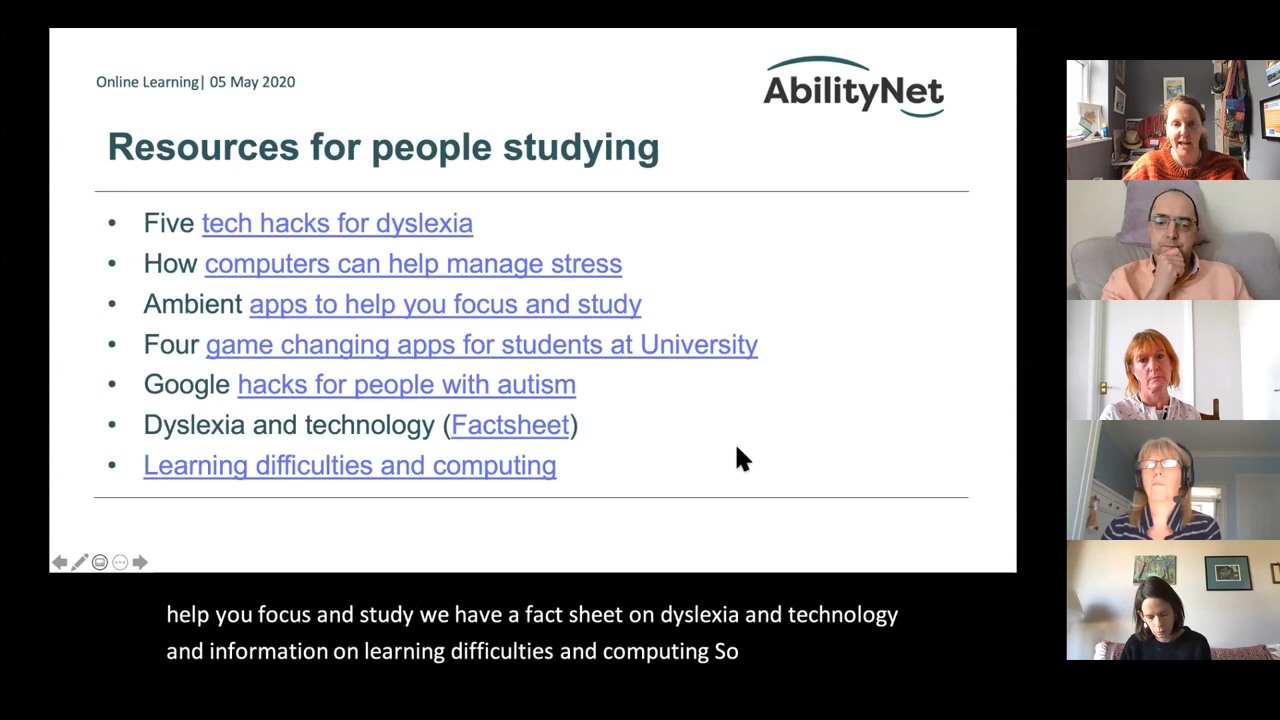 Online Learning| 05 May 2020
AbilityNet
Resources for people studying
• Five tech hacks for dyslexia
• How computers can help manage stress
• Ambient apps to help you focus and study
• Four game changing apps for students at University
• Google hacks for people with autism
• Dyslexia and technology (Factsheet)
• Learning difficulties and computing
help you focus and study we have a fact sheet on dyslexia and technology
and information on learning difficulties and computing So